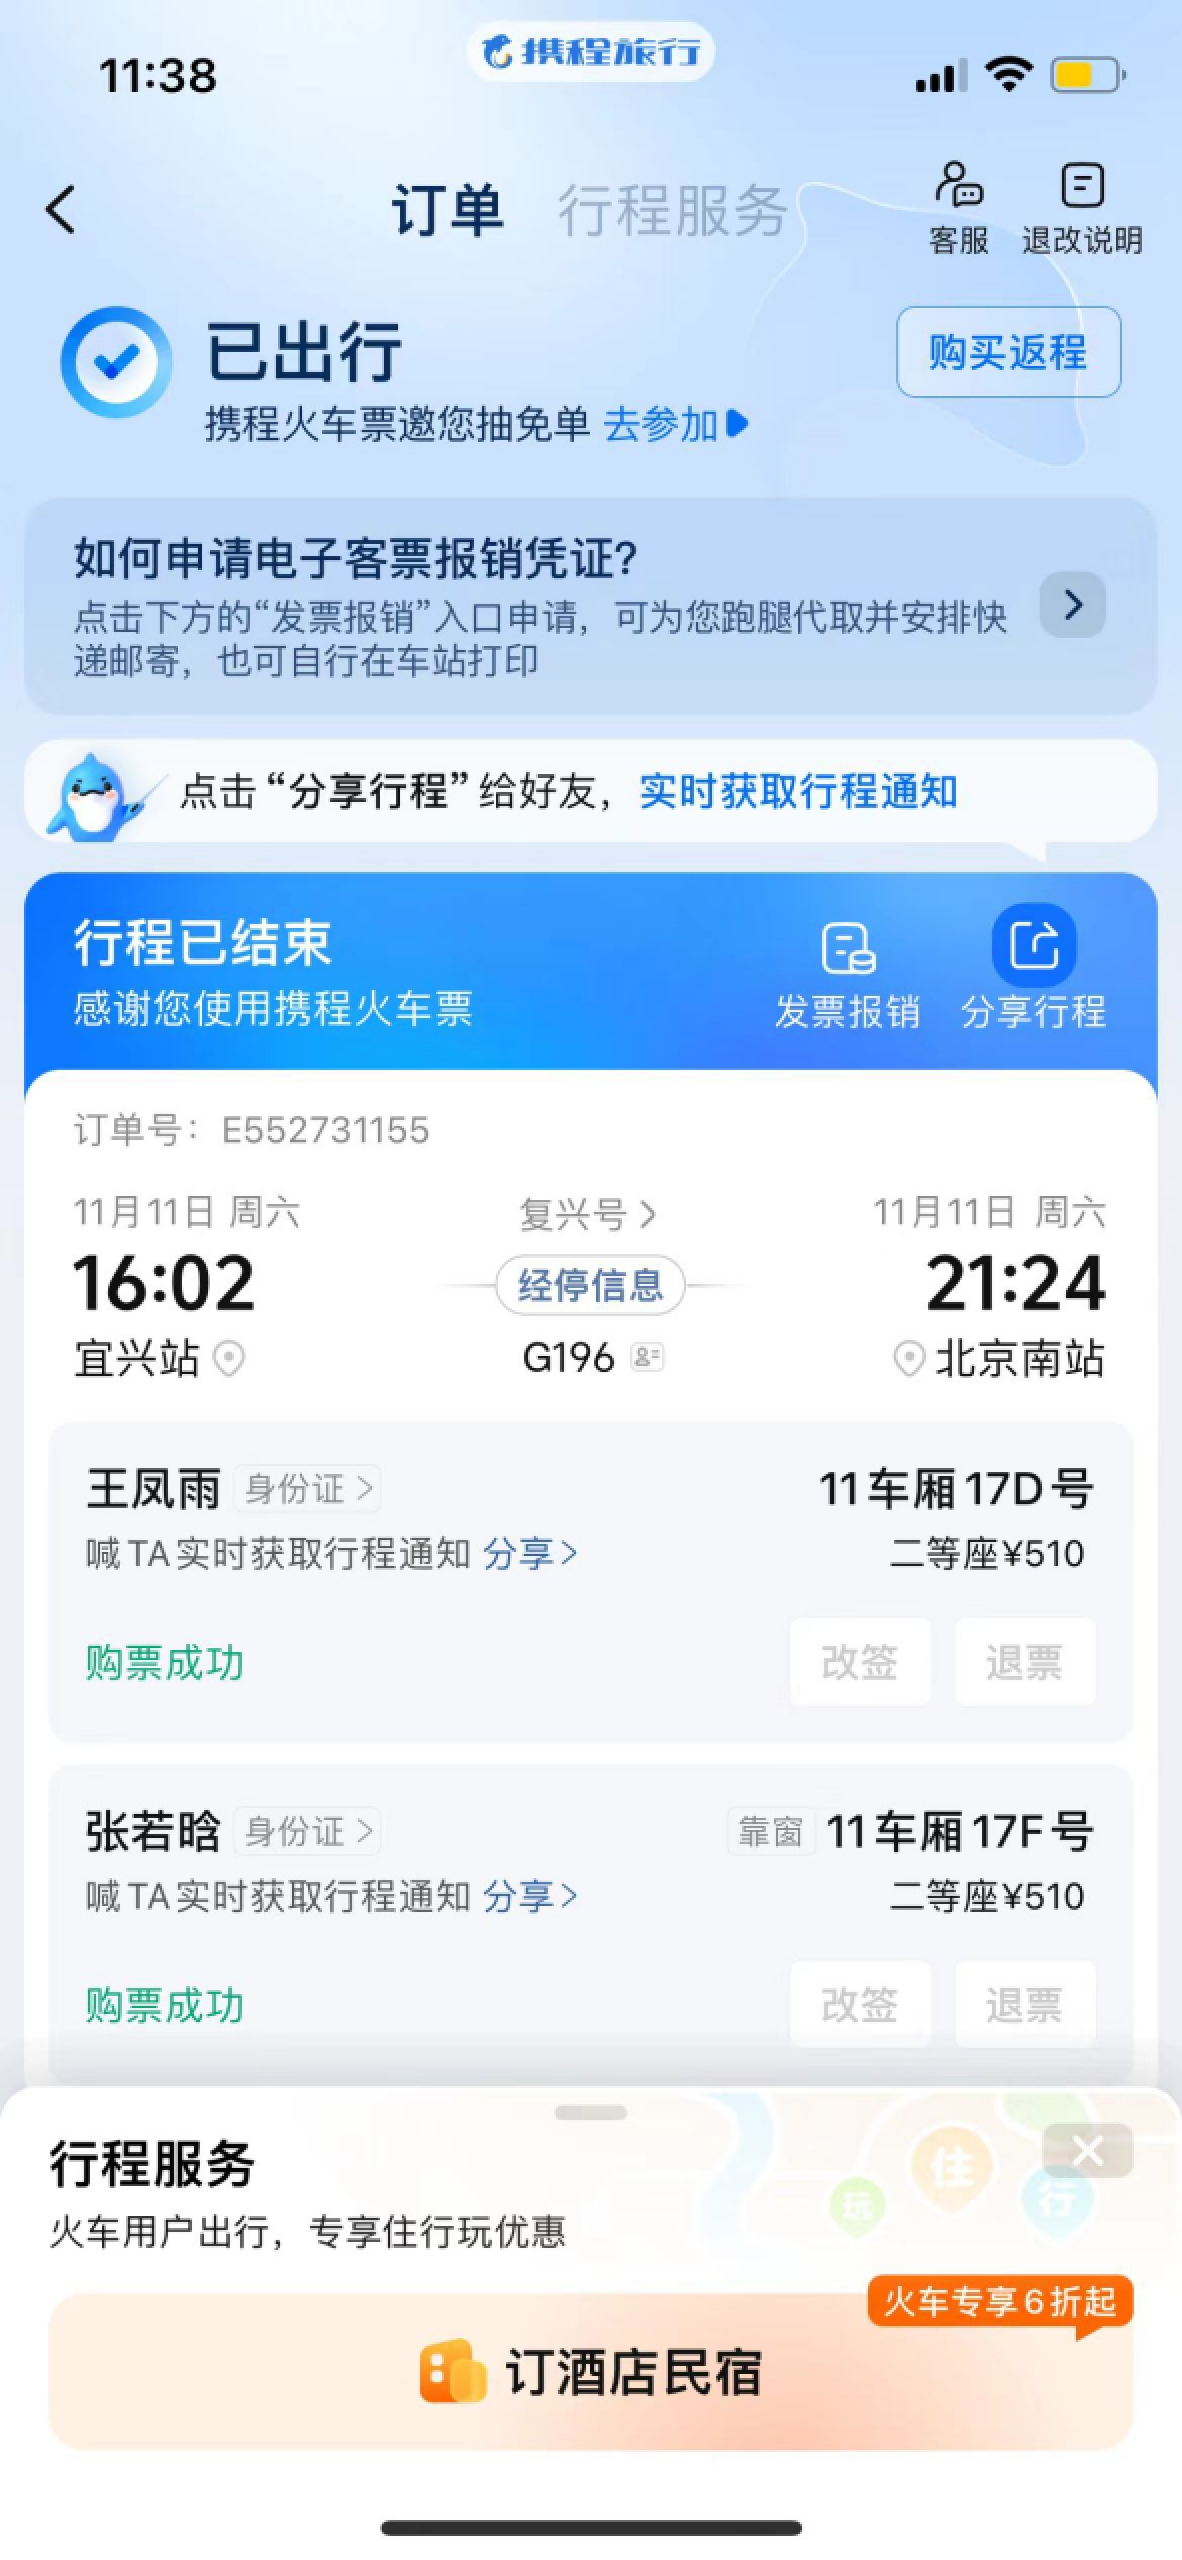 携程旅行
11:38
订单 行程服务
客服 退改说明
已出行
购买返程
携程火车票邀您抽免单 去参加
如何申请电子客票报销凭证?
点击下方的“发票报销”入口申请，可为您跑腿代取并安排快
递邮寄，也可自行在车站打印
点击“分享行程”给好友，实时获取行程通知
行程已结束
感谢您使用携程火车票
发票报销 分享行程
订单号：E552731155
11月11日 周六 复兴号 11月11日 周六
16:02 经停信息 21:24
宜兴站 G196 北京南站
王凤雨 身份证 11车厢17D号
喊TA实时获取行程通知 分享 二等座¥510
购票成功 改签 退票
张若晗 身份证 靠窗 11车厢17F号
喊TA实时获取行程通知 分享 二等座¥510
购票成功 改签 退票
行程服务
玩 住 行
火车用户出行，专享住行玩优惠
火车专享6折起
订酒店民宿